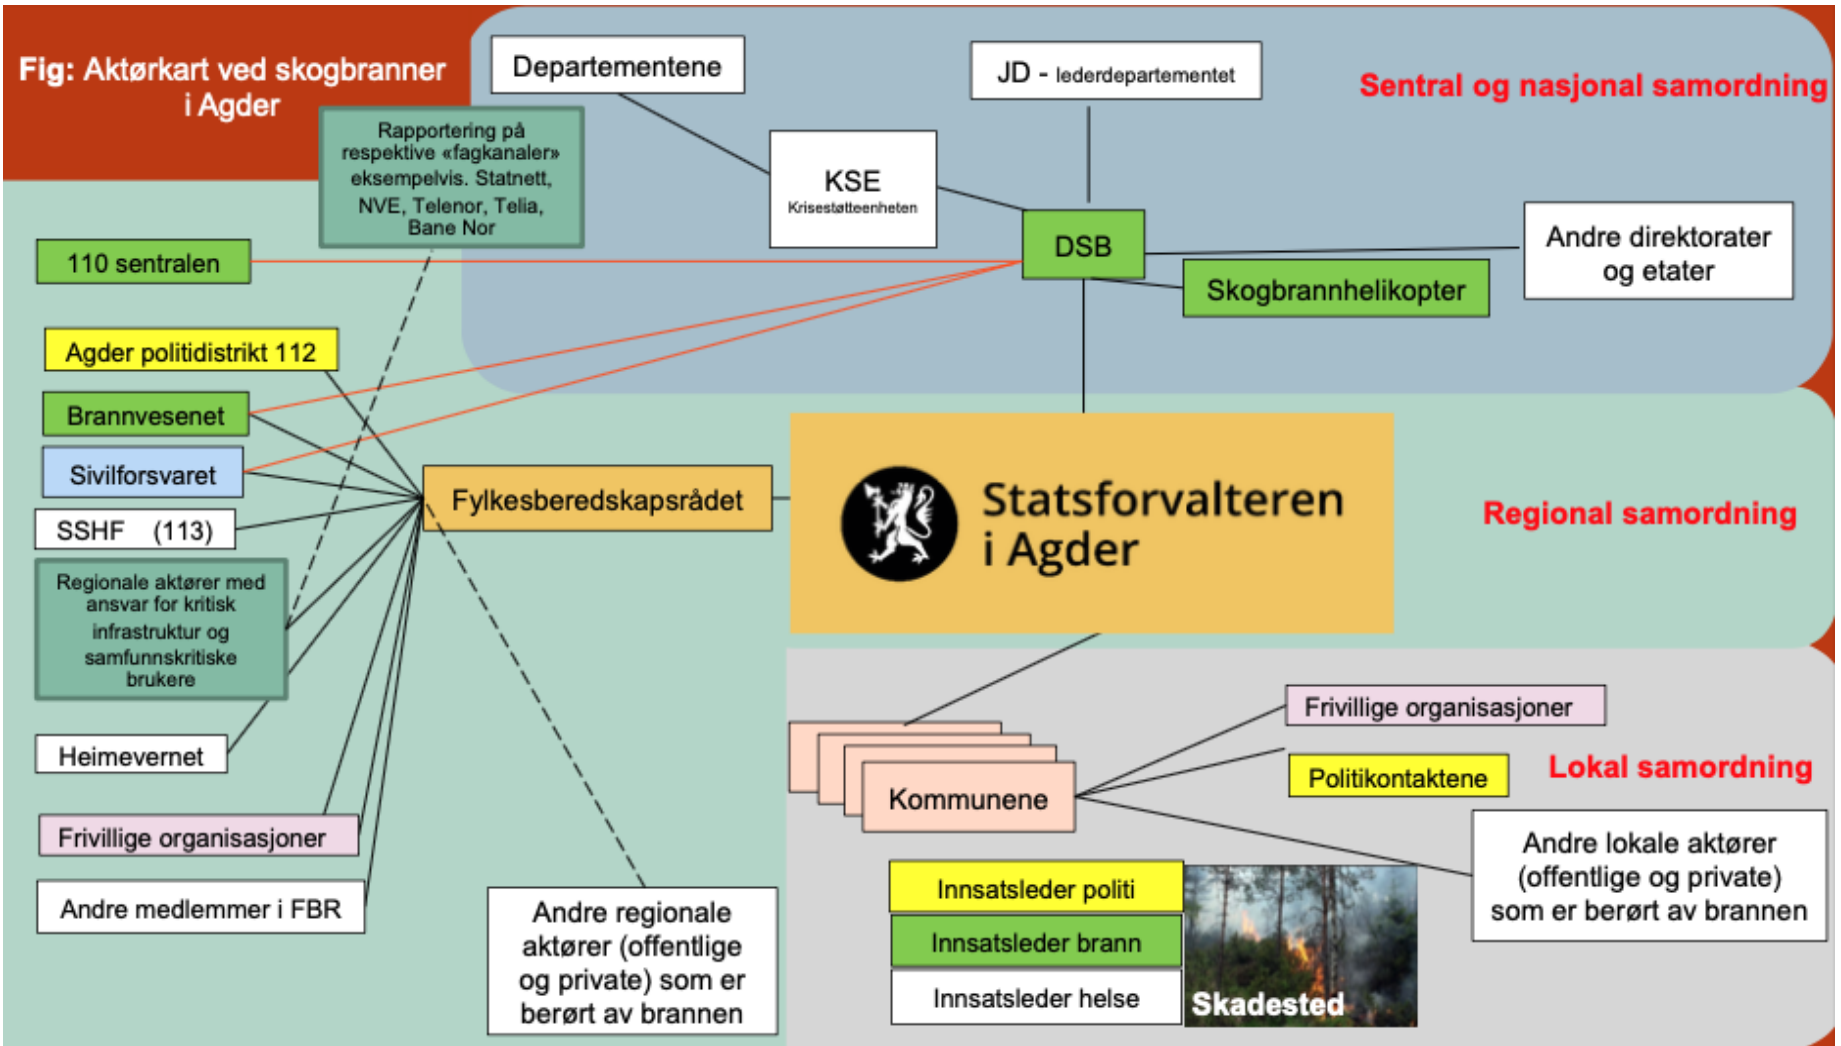 Fig: Aktørkart ved skogbranner
i Agder
Departementene
JD - lederdepartementet
Sentral og nasjonal samordning
Rapportering på
respektive «fagkanaler»
eksempelvis. Statnett,
NVE, Telenor, Telia,
Bane Nor
KSE
Krisestøtteenheten
DSB
Andre direktorater
og etater
Skogbrannhelikopter
110 sentralen
Agder politidistrikt 112
Brannvesenet
Sivilforsvaret
SSHF (113)
Regionale aktører med
ansvar for kritisk
infrastruktur og
samfunnskritiske
brukere
Heimevernet
Frivillige organisasjoner
Andre medlemmer i FBR
Fylkesberedskapsrådet
Statsforvalteren
i Agder
Regional samordning
Andre regionale
aktører (offentlige
og private) som er
berørt av brannen
Kommunene
Frivillige organisasjoner
Politikontaktene
Lokal samordning
Andre lokale aktører
(offentlige og private)
som er berørt av brannen
Innsatsleder politi
Innsatsleder brann
Innsatsleder helse
Skadested